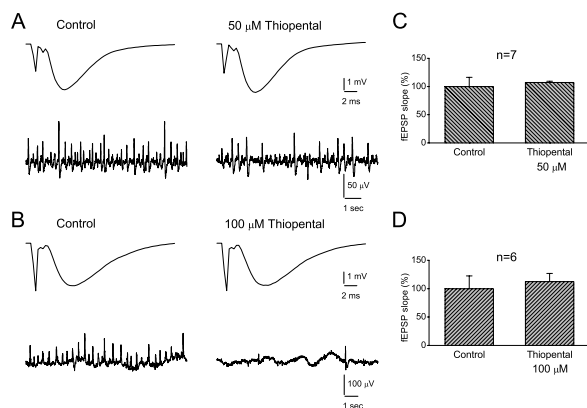 A
Control
50 µM Thiopental
1 mV
2 ms
50 µV
1 sec
B
Control
100 µM Thiopental
1 mV
2 ms
100 µV
1 sec
C
n=7
fEPSP slope (%)
150
100
50
0
Control
Thiopental
50 µM
D
n=6
fEPSP slope (%)
150
100
50
0
Control
Thiopental
100 µM